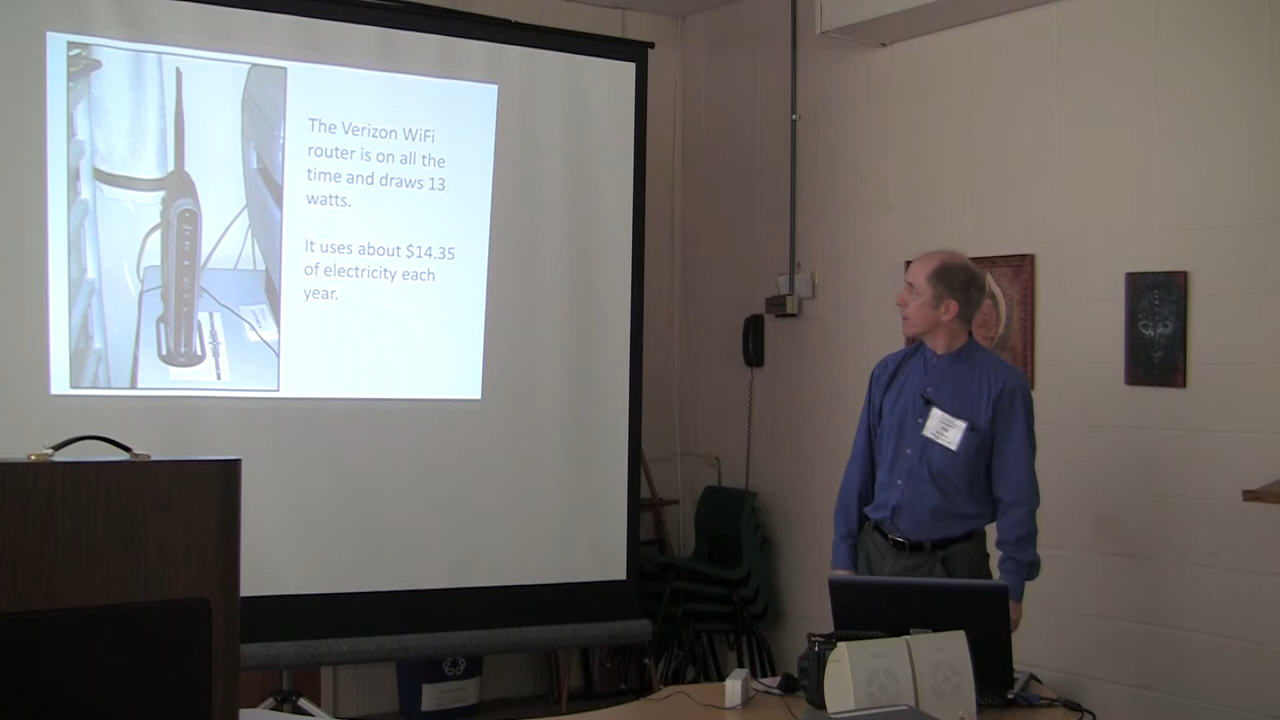 The Verizon WiFi
router is on all the
time and draws 13
watts.
It uses about $14.35
of electricity each
year.